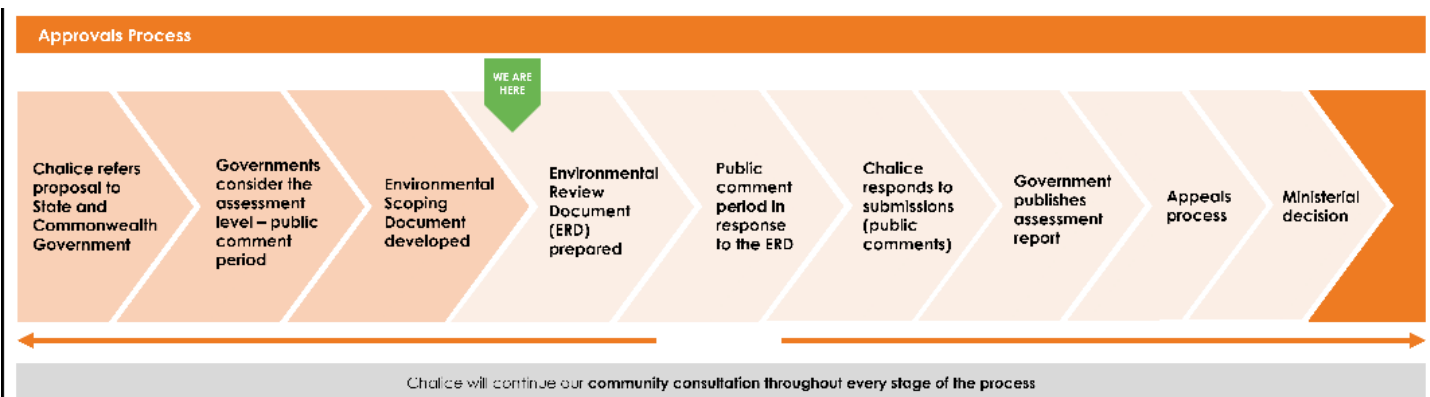 Approvals Process
WE ARE
HERE
Chalice refers
proposal to
State and
Commonwealth
Government
Governments
consider the
assessment
level – public
comment
period
Environmental
Scoping
Document
developed
Environmental
Review
Document
(ERD)
prepared
Public
comment
period in
response
to the ERD
Chalice
responds to
submissions
(public
comments)
Government
publishes
assessment
report
Appeals
process
Ministerial
decision
Chalice will continue our community consultation throughout every stage of the process